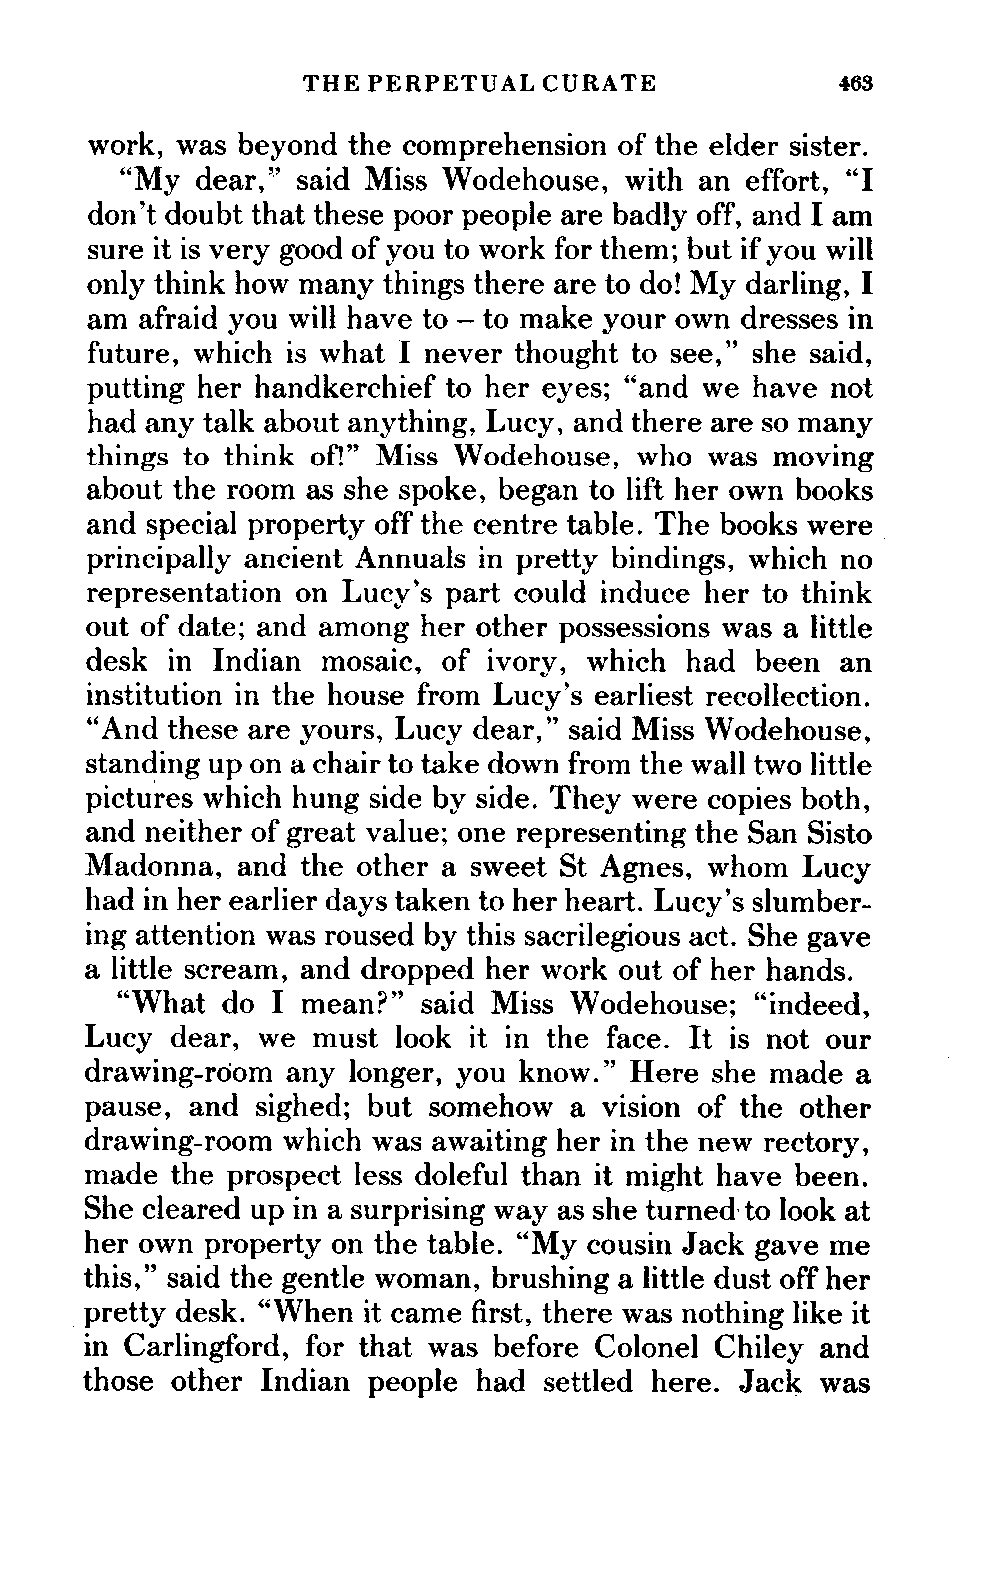 THE PERPETUAL CURATE 463
work, was beyond the comprehension of the elder sister.
“My dear,” said Miss Wodehouse, with an effort, “I
don’t doubt that these poor people are badly off, and I am
sure it is very good of you to work for them; but if you will
only think how many things there are to do! My darling, I
am afraid you will have to – to make your own dresses in
future, which is what I never thought to see,” she said,
putting her handkerchief to her eyes; “and we have not
had any talk about anything, Lucy, and there are so many
things to think of!” Miss Wodehouse, who was moving
about the room as she spoke, began to lift her own books
and special property off the centre table. The books were
principally ancient Annuals in pretty bindings, which no
representation on Lucy’s part could induce her to think
out of date; and among her other possessions was a little
desk in Indian mosaic, of ivory, which had been an
institution in the house from Lucy’s earliest recollection.
“And these are yours, Lucy dear,” said Miss Wodehouse,
standing up on a chair to take down from the wall two little
pictures which hung side by side. They were copies both,
and neither of great value; one representing the San Sisto
Madonna, and the other a sweet St Agnes, whom Lucy
had in her earlier days taken to her heart. Lucy’s slumber-
ing attention was roused by this sacrilegious act. She gave
a little scream, and dropped her work out of her hands.
“What do I mean?” said Miss Wodehouse; “indeed,
Lucy dear, we must look it in the face. It is not our
drawing-room any longer, you know.” Here she made a
pause, and sighed; but somehow a vision of the other
drawing-room which was awaiting her in the new rectory,
made the prospect less doleful than it might have been.
She cleared up in a surprising way as she turned to look at
her own property on the table. “My cousin Jack gave me
this,” said the gentle woman, brushing a little dust off her
pretty desk. “When it came first, there was nothing like it
in Carlingford, for that was before Colonel Chiley and
those other Indian people had settled here. Jack was